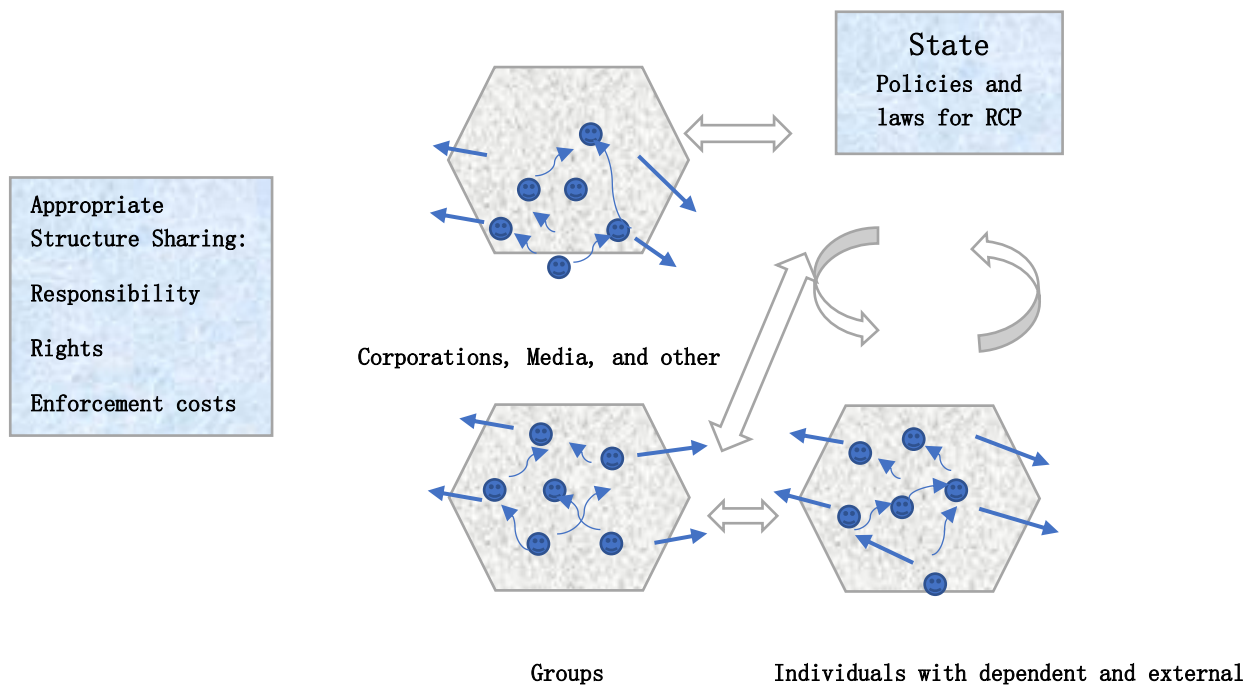 State
Policies and
laws for RCP
Appropriate
Structure Sharing:
Responsibility
Rights
Enforcement costs
Corporations, Media, and other
Groups
Individuals with dependent and external